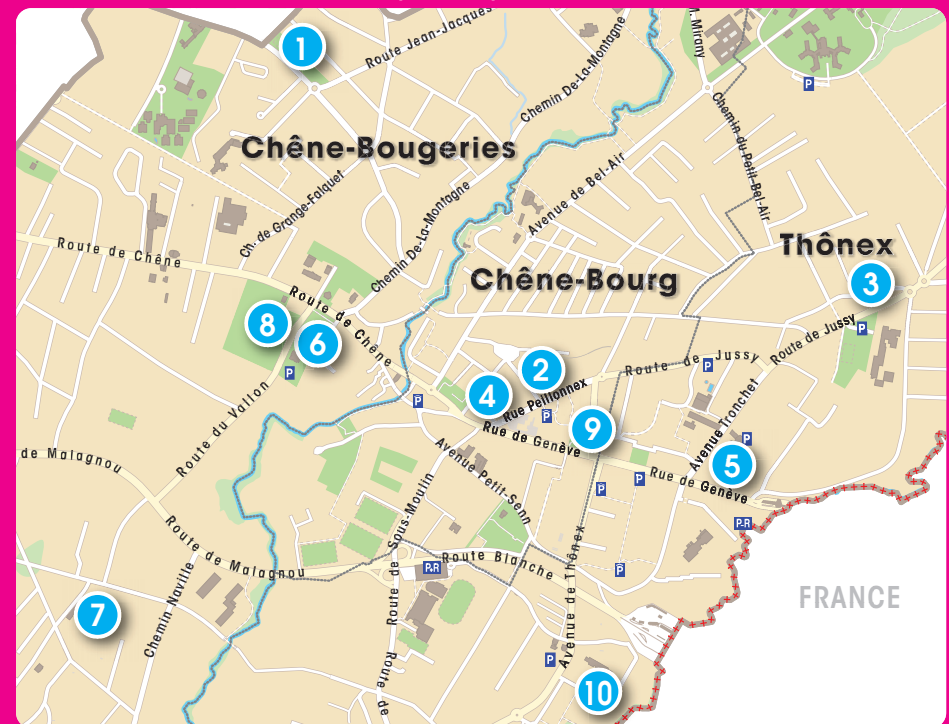 1
Route Jean-Jacques
Chemin De-La-Montagne
M. Mirany
P
Chemin du Petit-Bel-Air
Chêne-Bougeries
Ch. de Grange-Falquet
Chemin De-La-Montagne
Avenue de Bel-Air
Route de Chêne
Thônex
Chêne-Bourg
3
Route de Chêne
8
6
P
Route de Jussy
P
Route de Jussy
P
2
4
Rue Peillonnex
P
P
9
Rue de Genève
Avenue Tronchet
P
5
Rue de Genève
P
P
P+R
Route du Vallon
de Malagnou
Avenue Petit-Senn
Route de Sous-Moulin
Route de Malagnou
Route Blanche
P+R
Avenue de Thônex
P
FRANCE
7
Chemin Naville
Route de
P
10